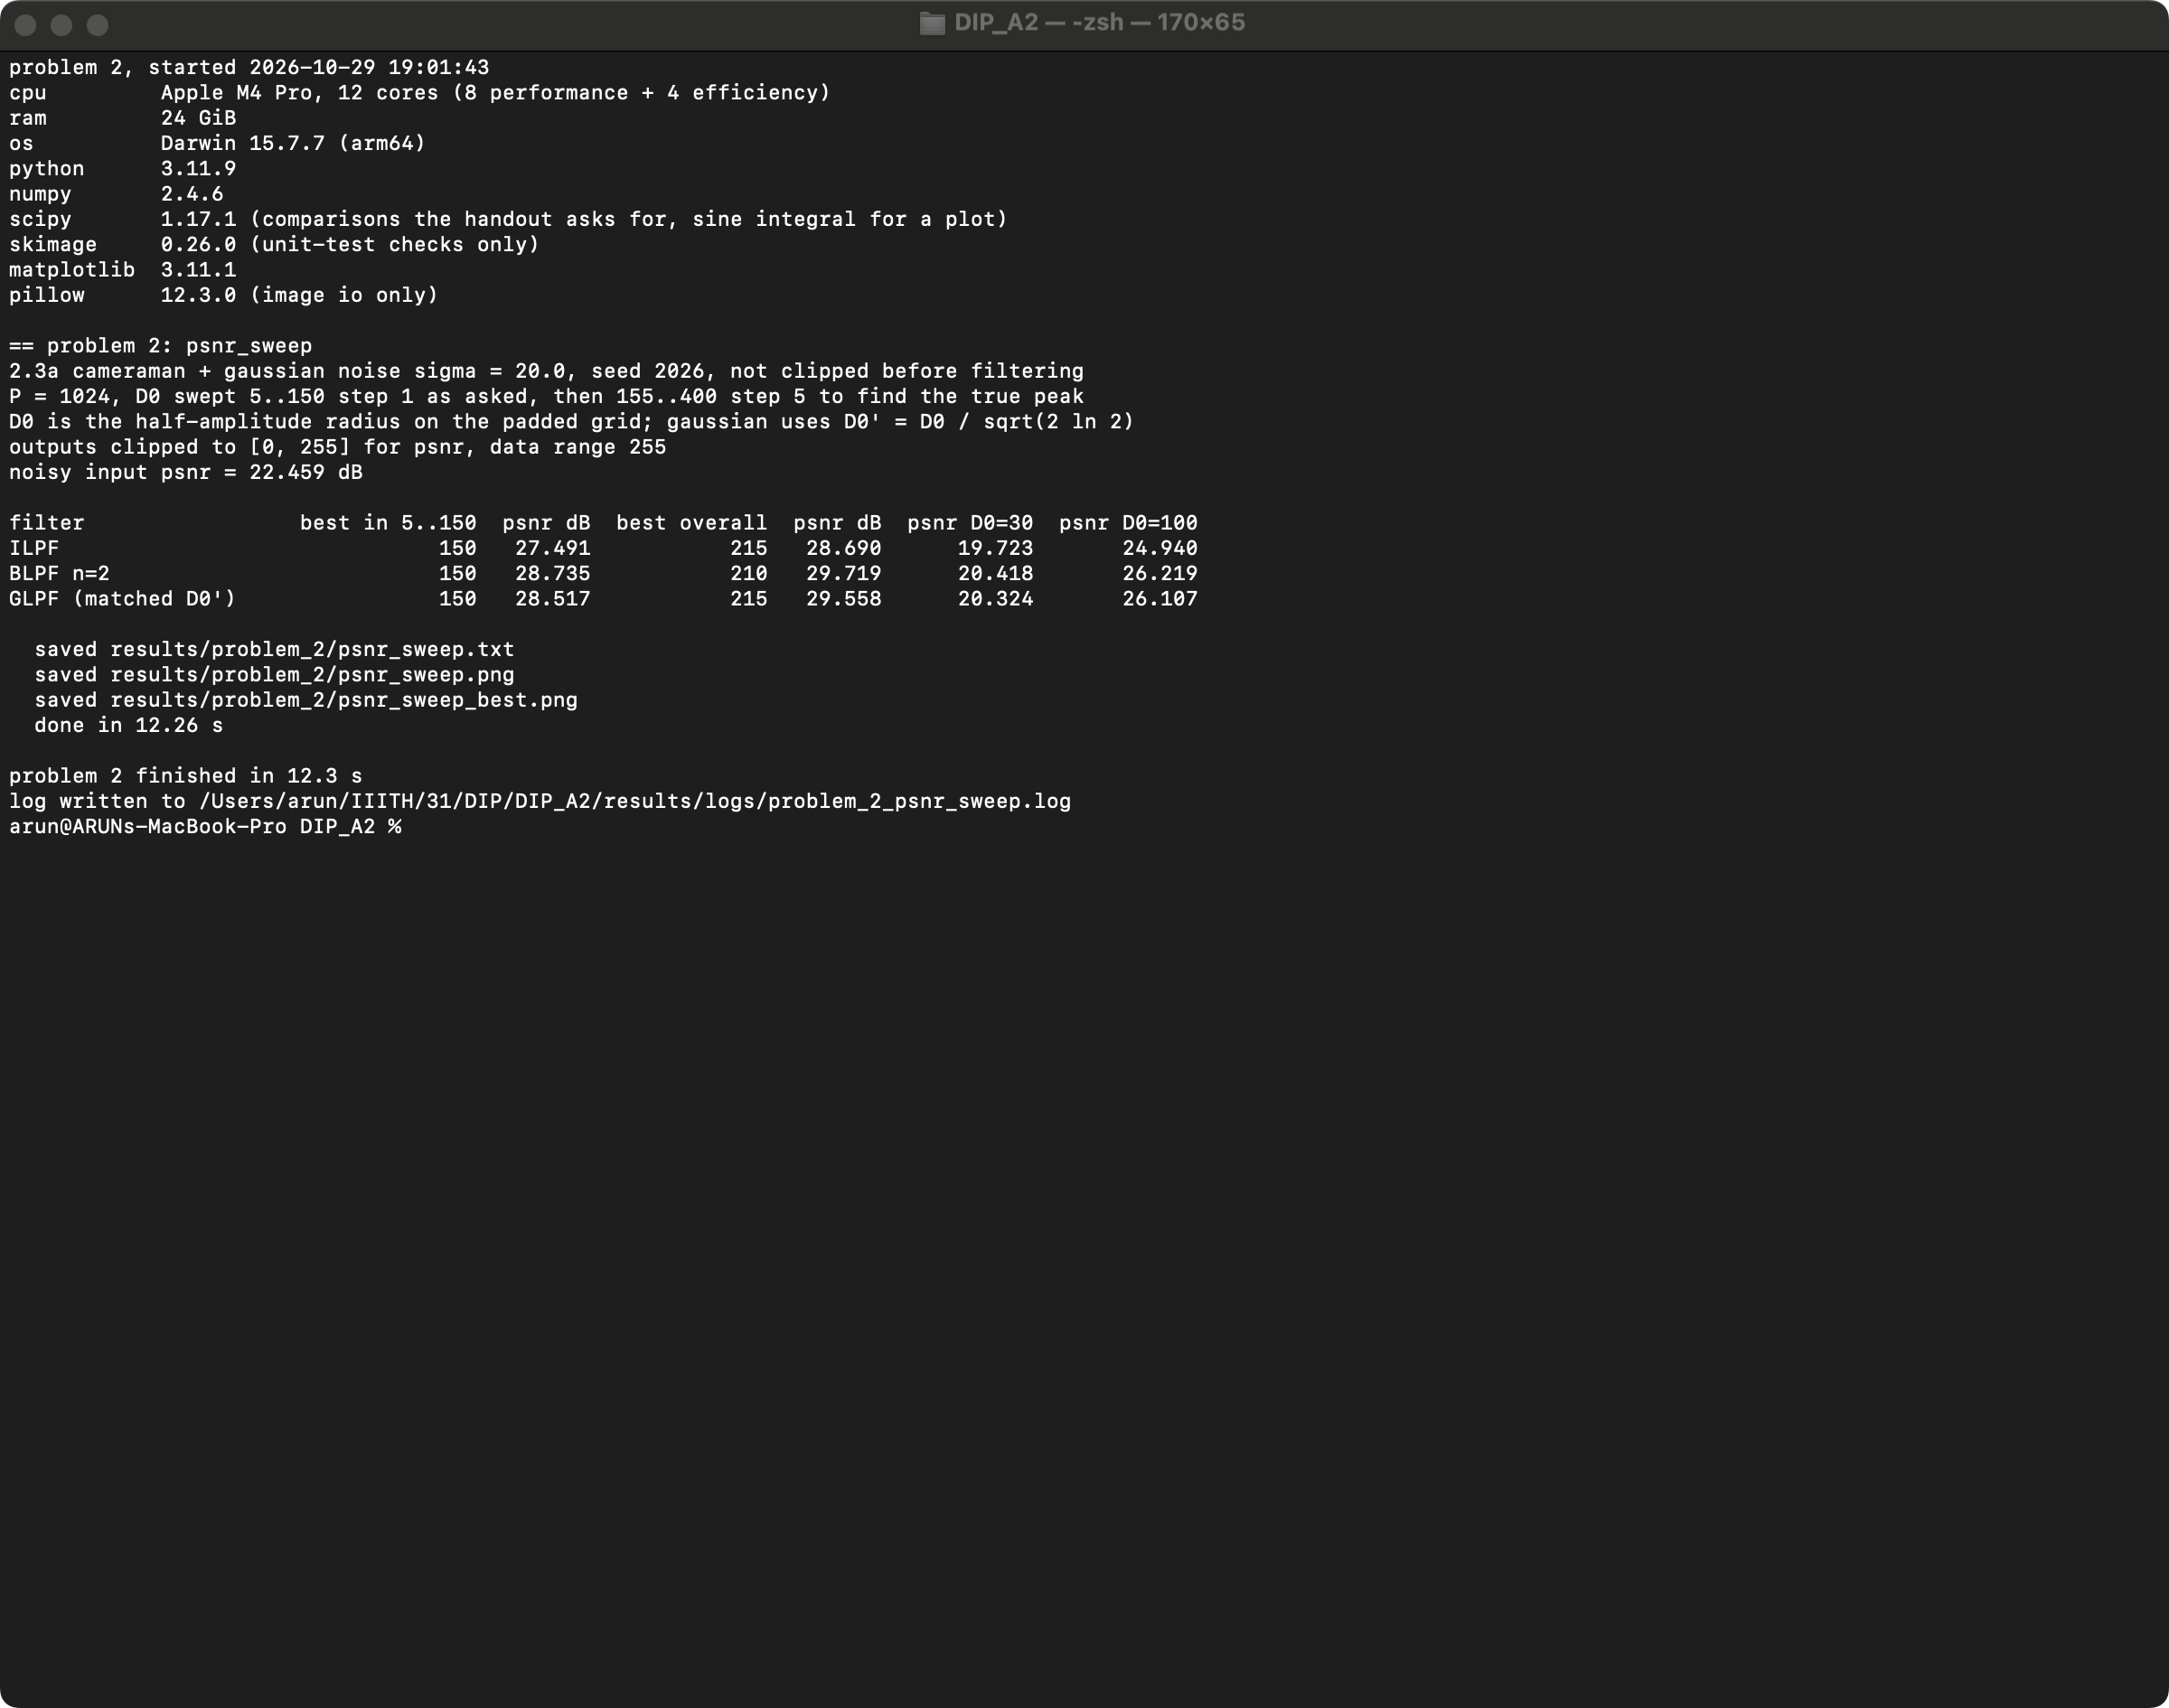 DIP_A2 — -zsh — 170×65
problem 2, started 2026-10-29 19:01:43
cpu         Apple M4 Pro, 12 cores (8 performance + 4 efficiency)
ram         24 GiB
os          Darwin 15.7.7 (arm64)
python      3.11.9
numpy       2.4.6
scipy       1.17.1 (comparisons the handout asks for, sine integral for a plot)
skimage     0.26.0 (unit-test checks only)
matplotlib  3.11.1
pillow      12.3.0 (image io only)

== problem 2: psnr_sweep
2.3a cameraman + gaussian noise sigma = 20.0, seed 2026, not clipped before filtering
P = 1024, D0 swept 5..150 step 1 as asked, then 155..400 step 5 to find the true peak
D0 is the half-amplitude radius on the padded grid; gaussian uses D0' = D0 / sqrt(2 ln 2)
outputs clipped to [0, 255] for psnr, data range 255
noisy input psnr = 22.459 dB

filter                 best in 5..150  psnr dB  best overall  psnr dB  psnr D0=30  psnr D0=100
ILPF                              150   27.491           215   28.690      19.723       24.940
BLPF n=2                          150   28.735           210   29.719      20.418       26.219
GLPF (matched D0')                150   28.517           215   29.558      20.324       26.107

  saved results/problem_2/psnr_sweep.txt
  saved results/problem_2/psnr_sweep.png
  saved results/problem_2/psnr_sweep_best.png
  done in 12.26 s

problem 2 finished in 12.3 s
log written to /Users/arun/IIITH/31/DIP/DIP_A2/results/logs/problem_2_psnr_sweep.log
arun@ARUNs-MacBook-Pro DIP_A2 %